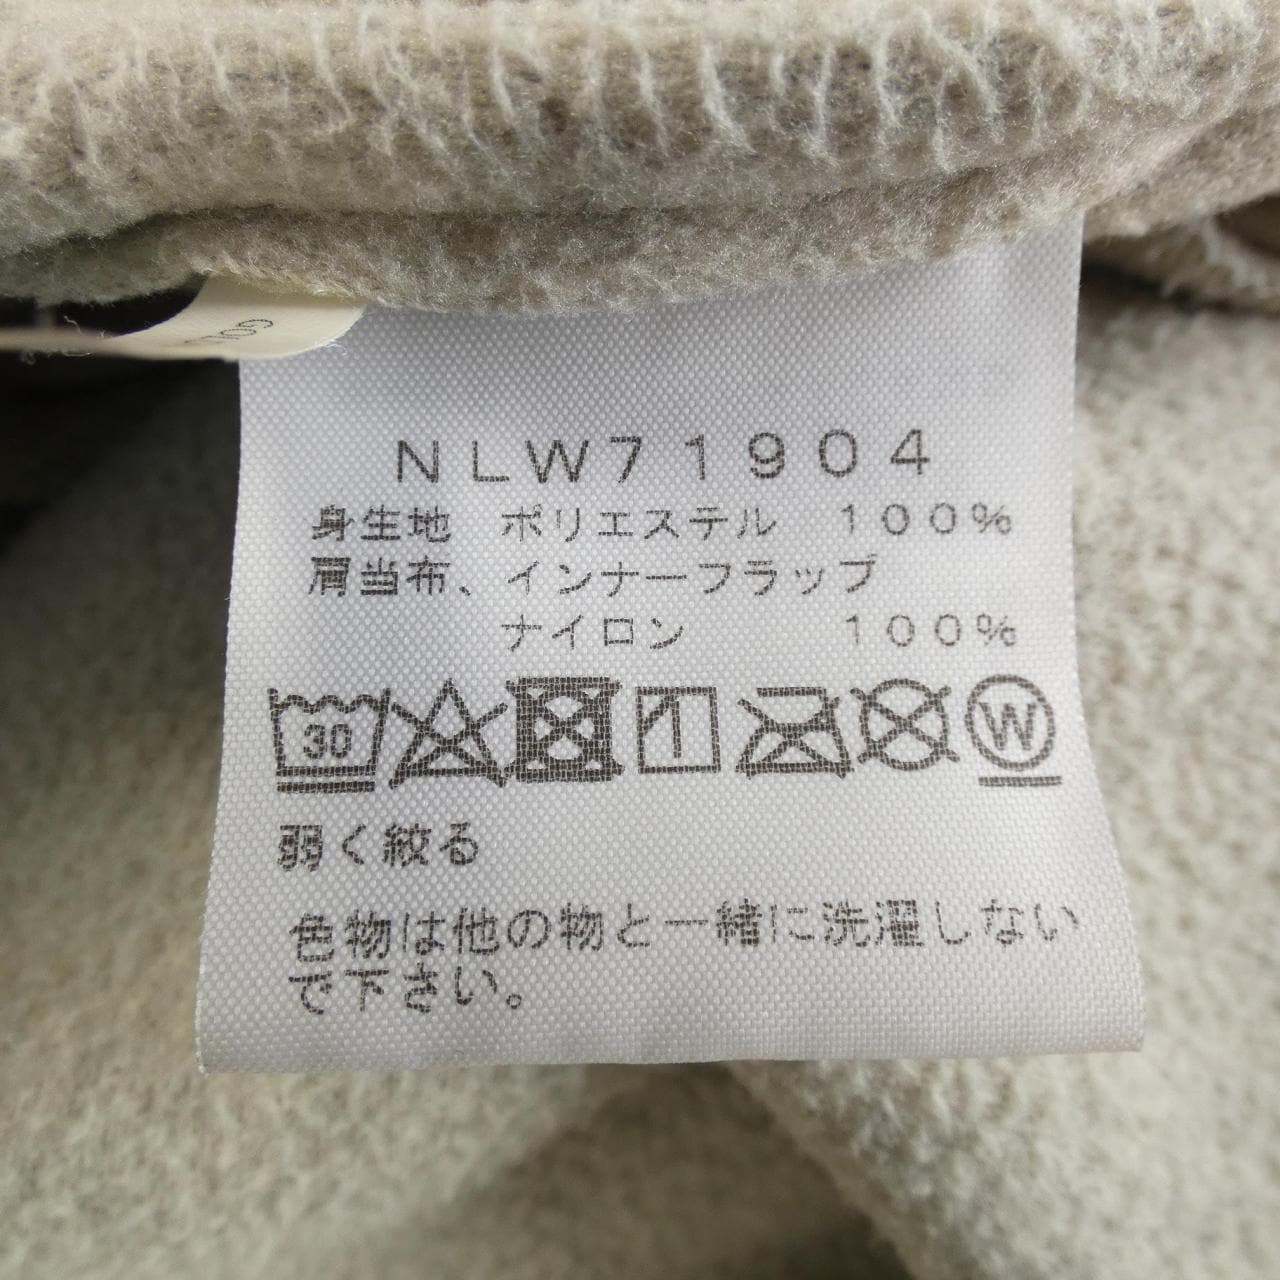 GOL
NLW71904
身生地 ポリエステル 100%
肩当布、インナーフラップ
ナイロン 100%
30
W
弱く絞る
色物は他の物と一緒に洗濯しない
で下さい。